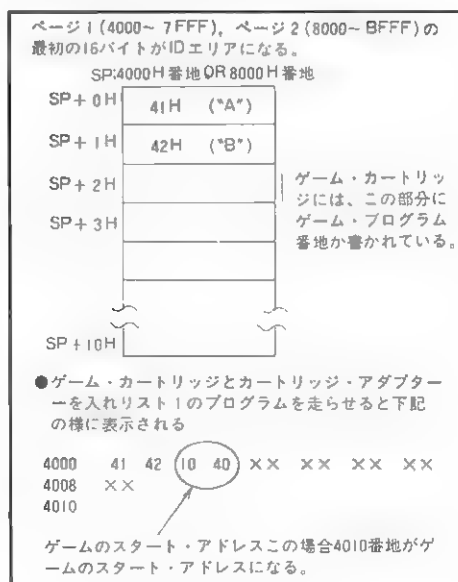 ページ1(4000~7FFF)，ページ2(8000~BFFF)の
最初の16バイトがIDエリアになる。
SP:4000H番地OR8000H番地
SP+0H 41H ("A")
SP+1H 42H ("B")
SP+2H
SP+3H
ゲーム・カートリッ
ジには、この部分に
ゲーム・プログラム
番地が書かれている。
SP+10H
●ゲーム・カートリッジとカートリッジ・アダプター
ーを入れリスト1のプログラムを走らせると下記
の様に表示される
4000 41 42 10 40 ×× ×× ×× ××
4008 ××
4010
ゲームのスタート・アドレスこの場合4010番地がゲ
ームのスタート・アドレスになる。